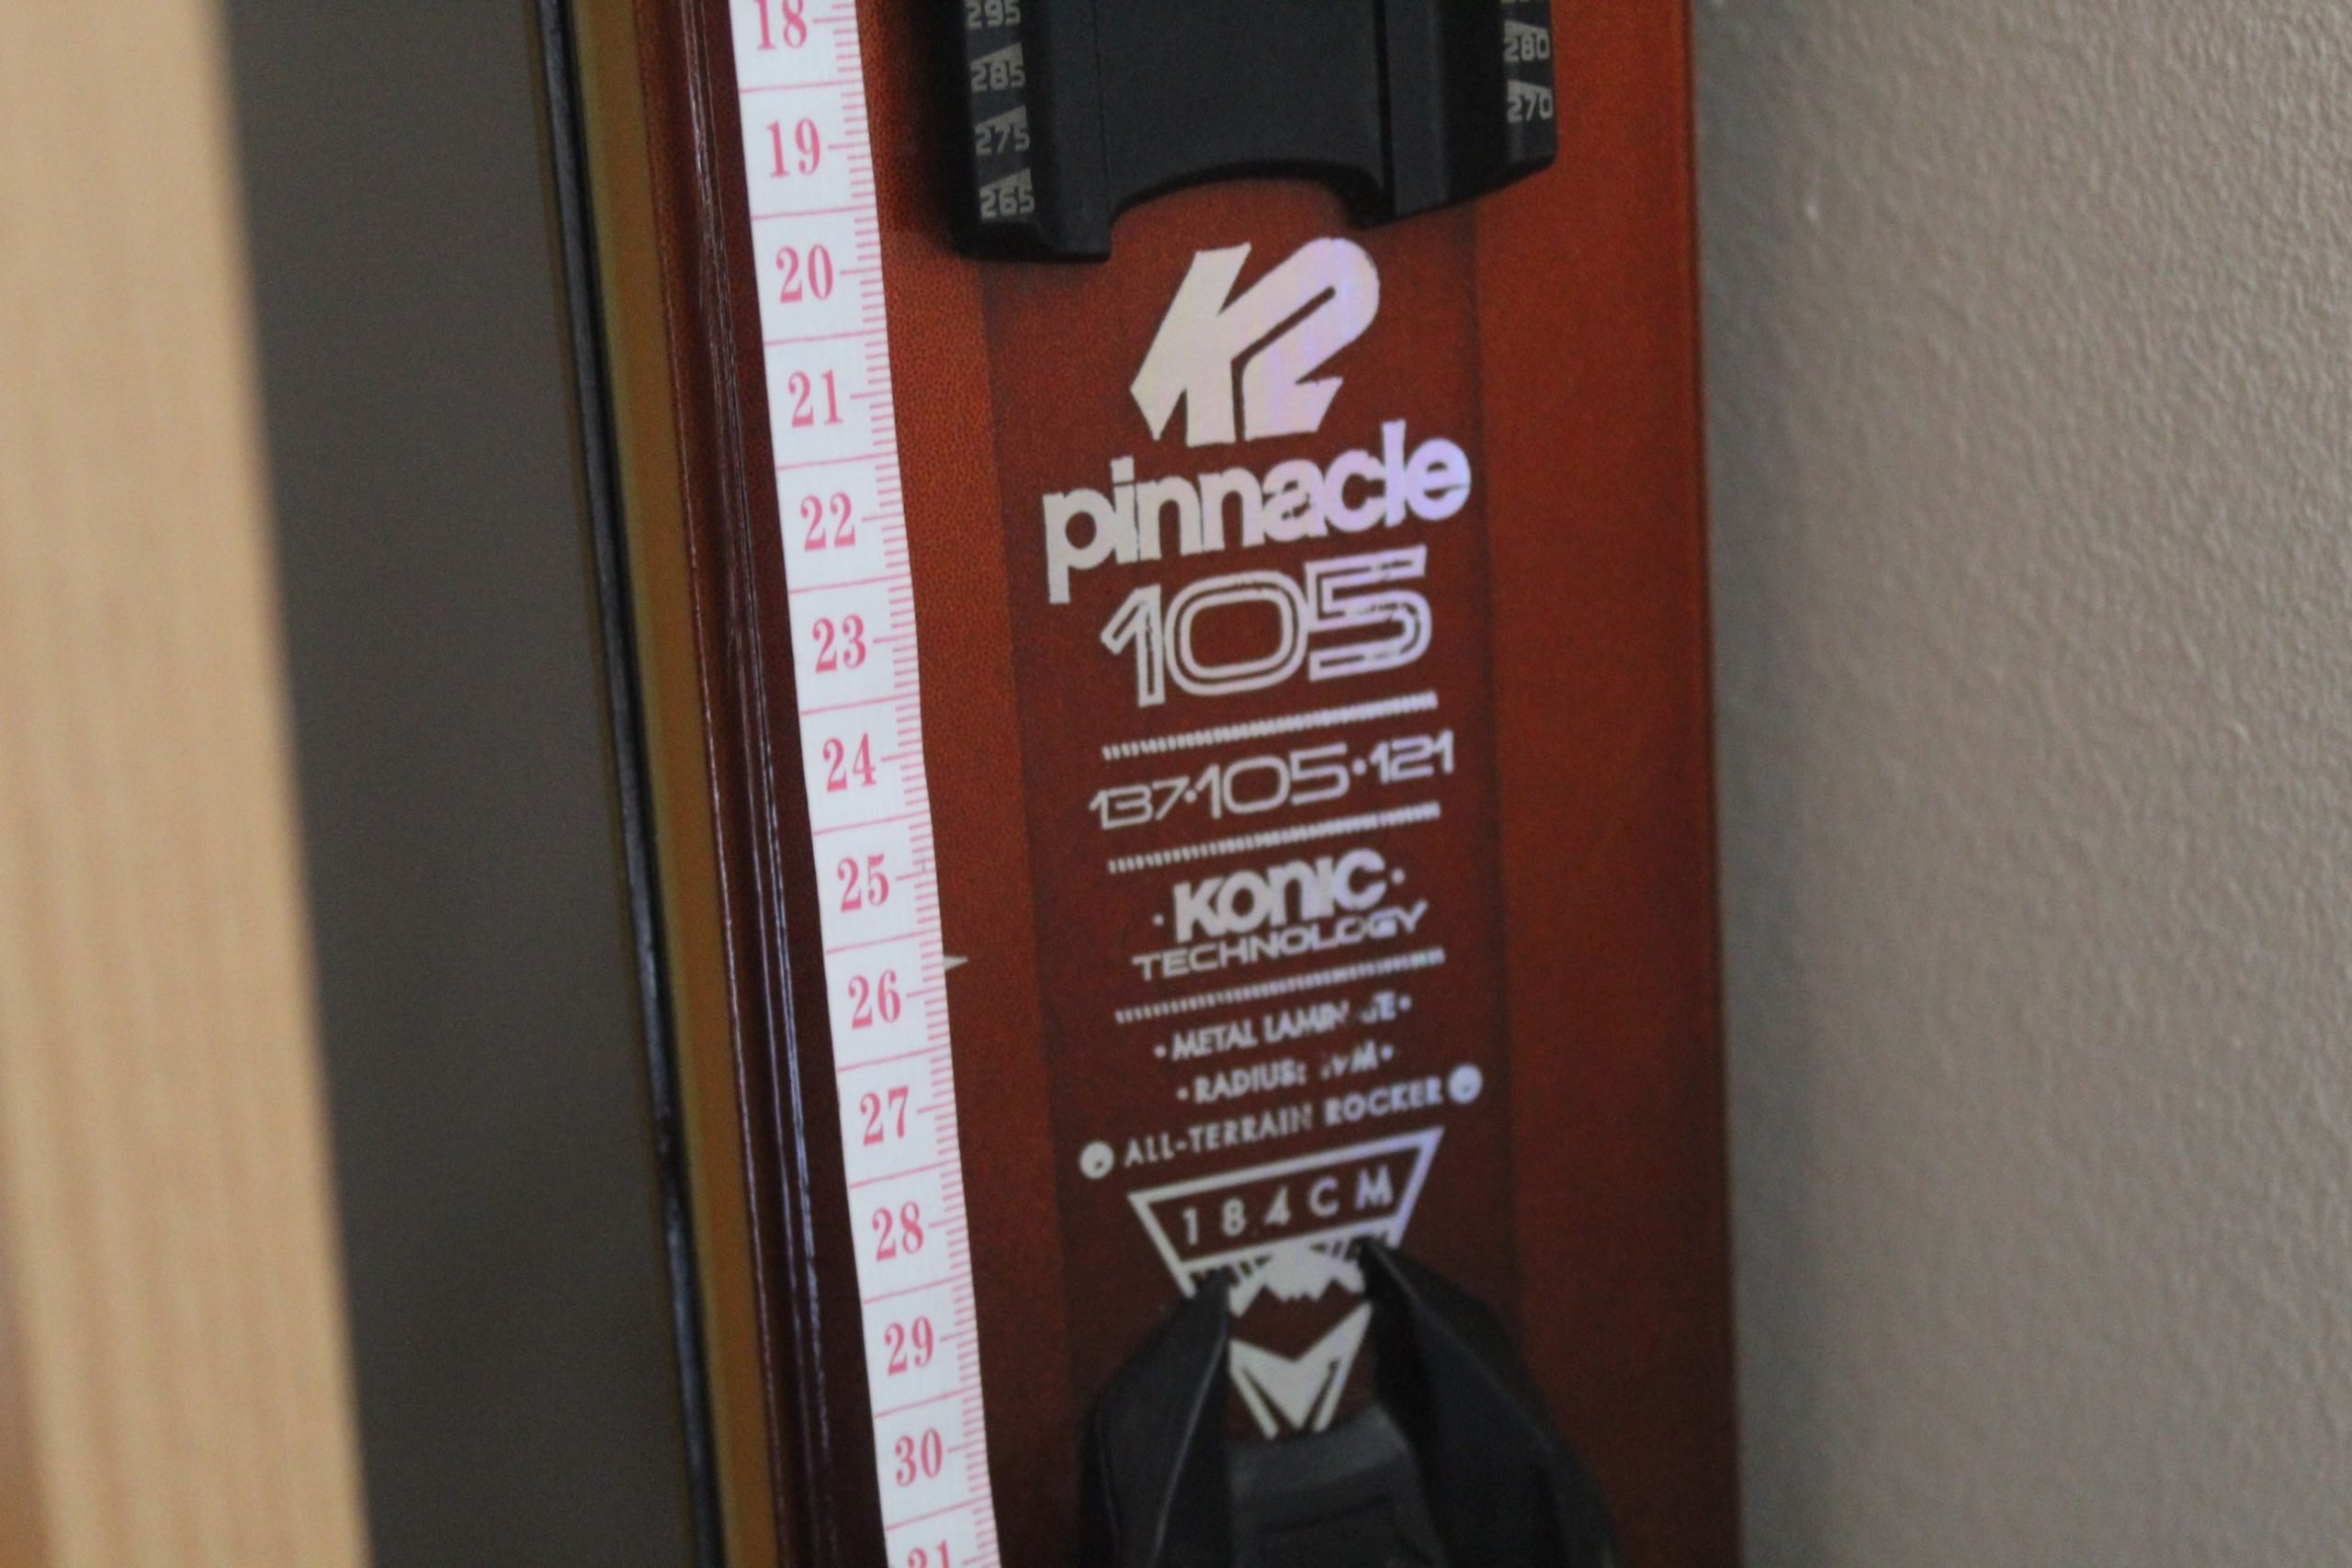 18
19
20
21
22
23
24
25
26
27
28
29
30
31
295
285
275
265
280
270
K2
pinnacle
105
137•105•121
•KONIC•
TECHNOLOGY
• METAL
• RADIUS:
ALL-TERRAIN ROCKER
184CM